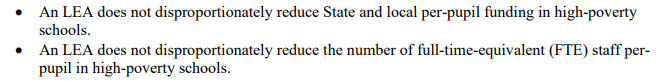 • An LEA does not disproportionately reduce State and local per-pupil funding in high-poverty
schools.
• An LEA does not disproportionately reduce the number of full-time-equivalent (FTE) staff per-
pupil in high-poverty schools.